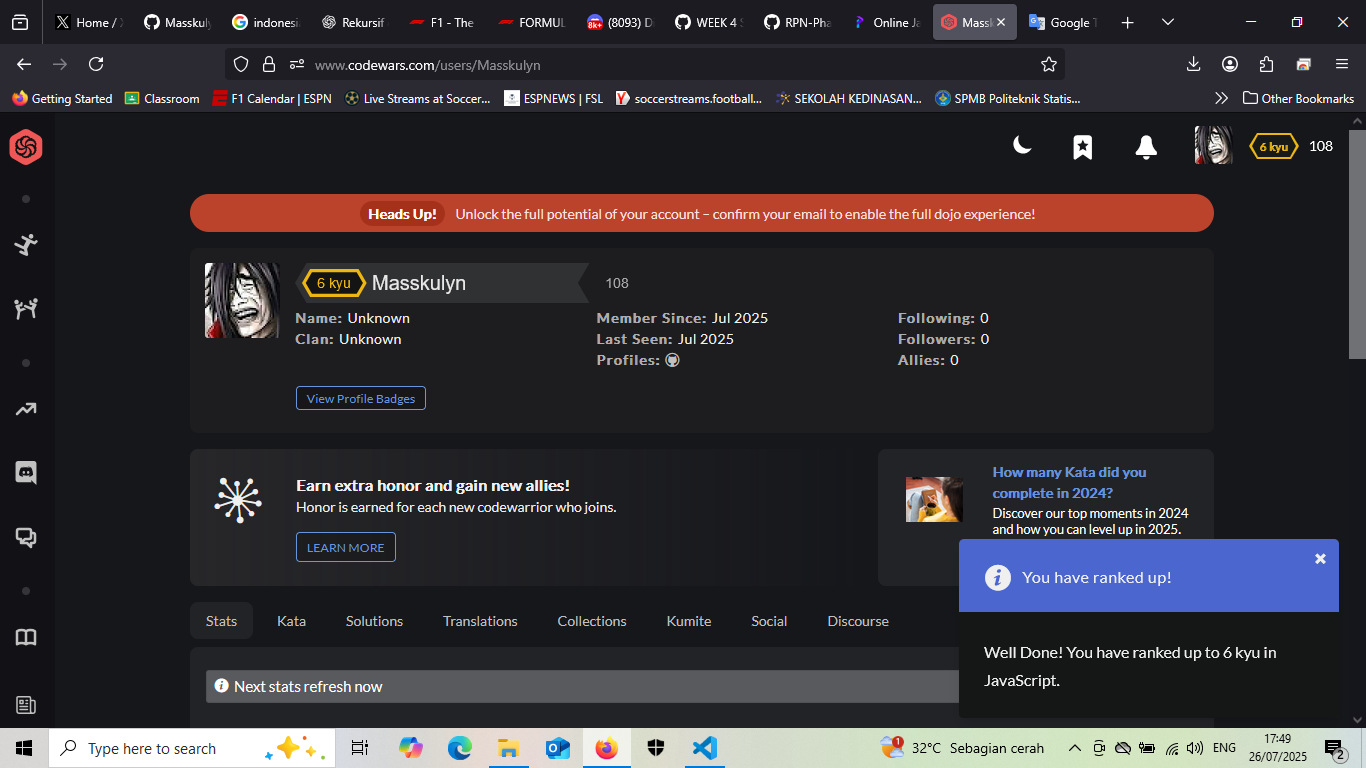 Home / X
Masskuly
indonesia
Rekursif
F1 - The
FORMUL
(8093) D
WEEK 4 S
RPN-Pha
Online Ja
Massk
Google T
www.codewars.com/users/Masskulyn
Getting Started
Classroom
F1 Calendar | ESPN
Live Streams at Soccer...
ESPNEWS | FSL
soccerstreams.football...
SEKOLAH KEDINASAN...
SPMB Politeknik Statis...
Other Bookmarks
6 kyu 108
Heads Up! Unlock the full potential of your account – confirm your email to enable the full dojo experience!
6 kyu Masskulyn 108
Name: Unknown
Clan: Unknown
Member Since: Jul 2025
Last Seen: Jul 2025
Profiles:
Following: 0
Followers: 0
Allies: 0
View Profile Badges
Earn extra honor and gain new allies!
Honor is earned for each new codewarrior who joins.
LEARN MORE
How many Kata did you
complete in 2024?
Discover our top moments in 2024
and how you can level up in 2025.
Stats
Kata
Solutions
Translations
Collections
Kumite
Social
Discourse
Next stats refresh now
You have ranked up!
Well Done! You have ranked up to 6 kyu in
JavaScript.
Type here to search
1
32°C Sebagian cerah
ENG
17:49
26/07/2025
2